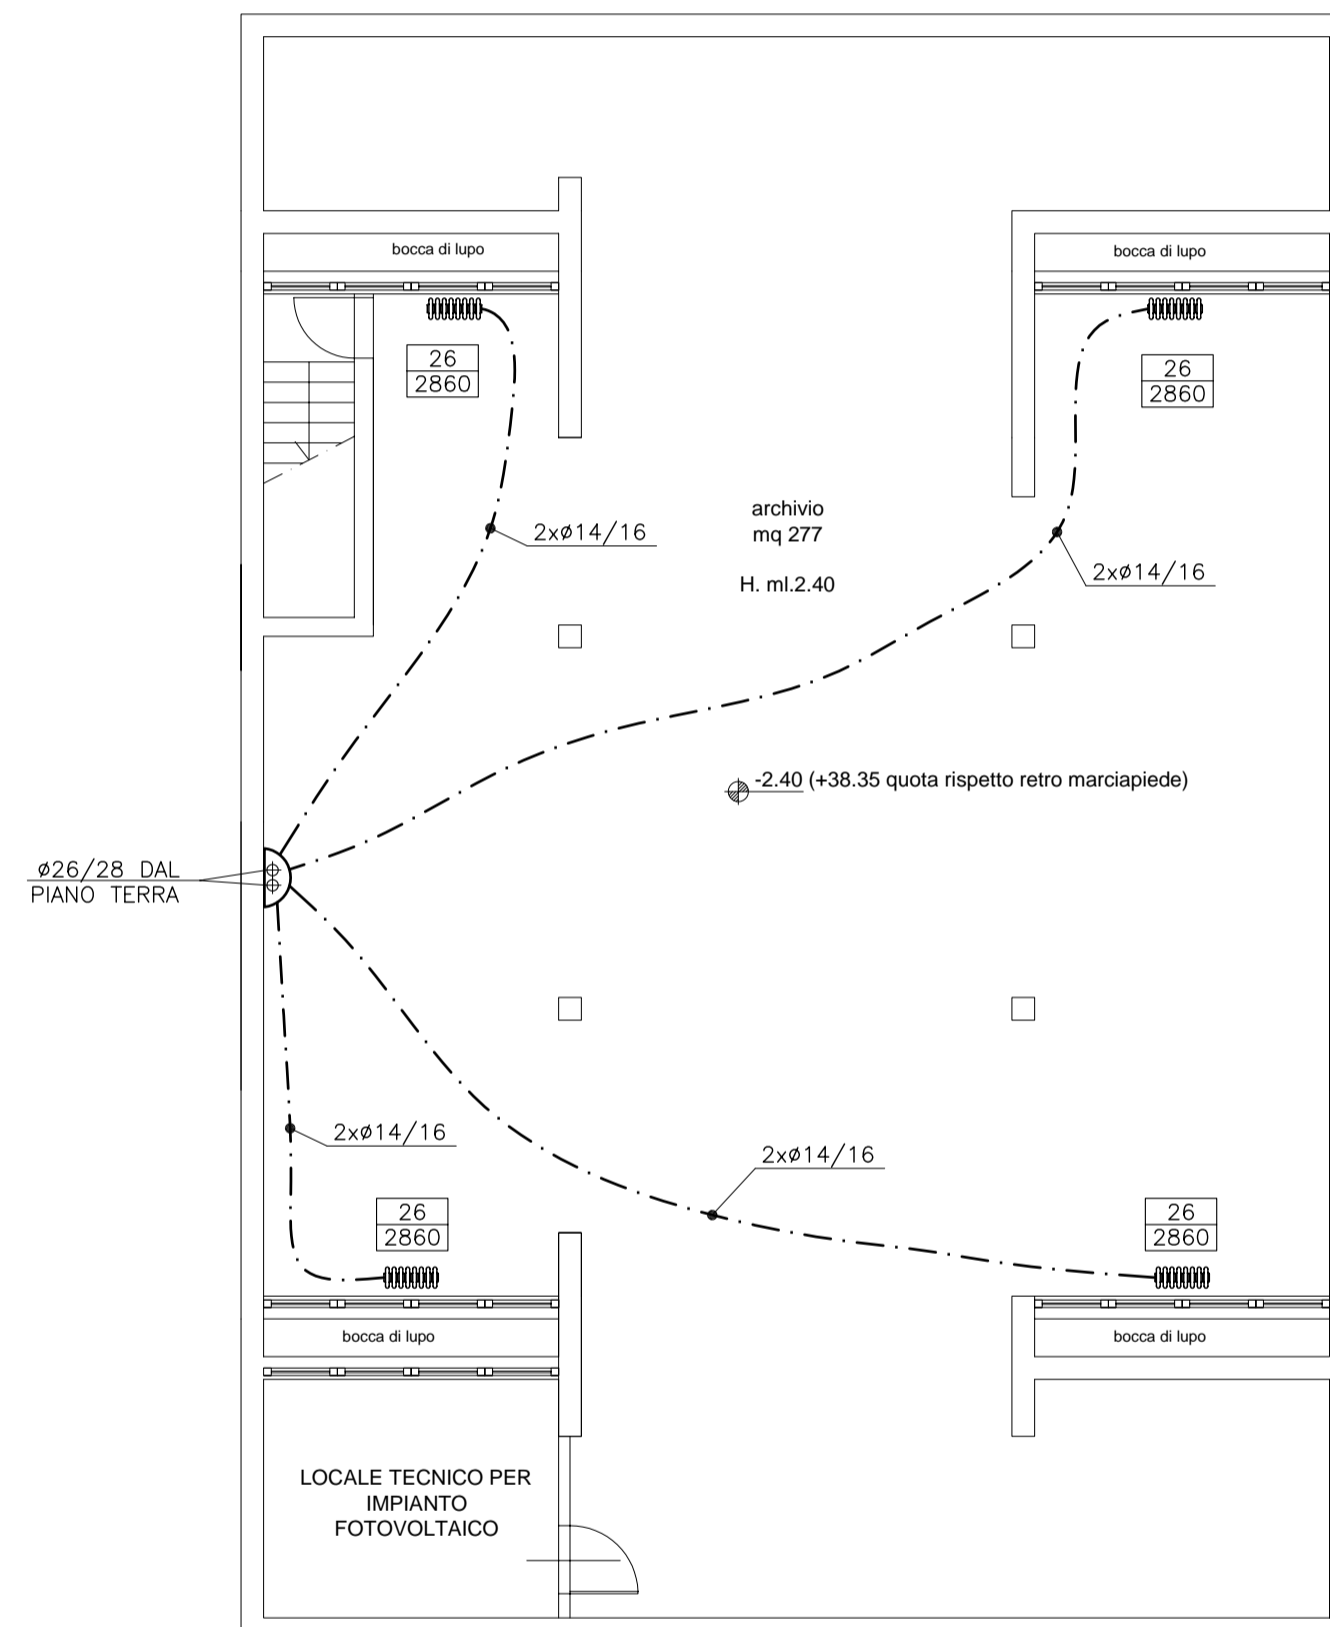 bocca di lupo
bocca di lupo
26
2860
26
2860
archivio
mq 277
H. ml.2.40
2xø14/16
2xø14/16
-2.40 (+38.35 quota rispetto retro marciapiede)
ø26/28 DAL
PIANO TERRA
2xø14/16
2xø14/16
26
2860
26
2860
bocca di lupo
bocca di lupo
LOCALE TECNICO PER
IMPIANTO
FOTOVOLTAICO